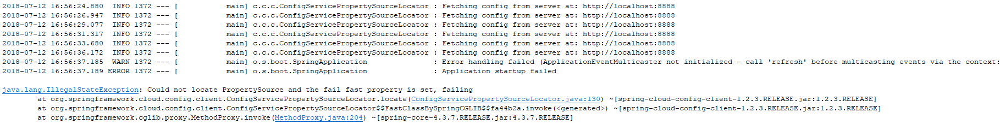 2018-07-12 16:56:24.880  INFO 1372 --- [           main] c.c.c.ConfigServicePropertySourceLocator : Fetching config from server at: http://localhost:8888
2018-07-12 16:56:26.947  INFO 1372 --- [           main] c.c.c.ConfigServicePropertySourceLocator : Fetching config from server at: http://localhost:8888
2018-07-12 16:56:29.077  INFO 1372 --- [           main] c.c.c.ConfigServicePropertySourceLocator : Fetching config from server at: http://localhost:8888
2018-07-12 16:56:31.317  INFO 1372 --- [           main] c.c.c.ConfigServicePropertySourceLocator : Fetching config from server at: http://localhost:8888
2018-07-12 16:56:33.680  INFO 1372 --- [           main] c.c.c.ConfigServicePropertySourceLocator : Fetching config from server at: http://localhost:8888
2018-07-12 16:56:36.172  INFO 1372 --- [           main] c.c.c.ConfigServicePropertySourceLocator : Fetching config from server at: http://localhost:8888
2018-07-12 16:56:37.185  WARN 1372 --- [           main] o.s.boot.SpringApplication               : Error handling failed (ApplicationEventMulticaster not initialized - call 'refresh' before multicasting events via the context:
2018-07-12 16:56:37.189 ERROR 1372 --- [           main] o.s.boot.SpringApplication               : Application startup failed
java.lang.IllegalStateException: Could not locate PropertySource and the fail fast property is set, failing
at org.springframework.cloud.config.client.ConfigServicePropertySourceLocator.locate(ConfigServicePropertySourceLocator.java:130) ~[spring-cloud-config-client-1.2.3.RELEASE.jar:1.2.3.RELEASE]
at org.springframework.cloud.config.client.ConfigServicePropertySourceLocator$$FastClassBySpringCGLIB$$fa44b2a.invoke(<generated>) ~[spring-cloud-config-client-1.2.3.RELEASE.jar:1.2.3.RELEASE]
at org.springframework.cglib.proxy.MethodProxy.invoke(MethodProxy.java:204) ~[spring-core-4.3.7.RELEASE.jar:4.3.7.RELEASE]